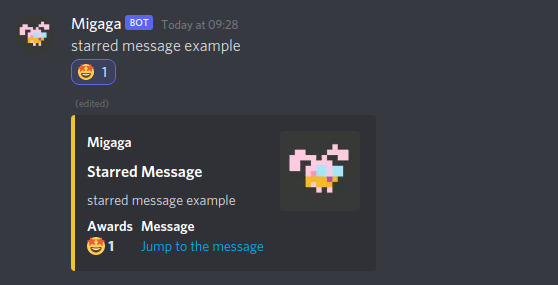 Migaga BOT Today at 09:28
starred message example
1
(edited)
Migaga
Starred Message
starred message example
Awards Message
1 Jump to the message